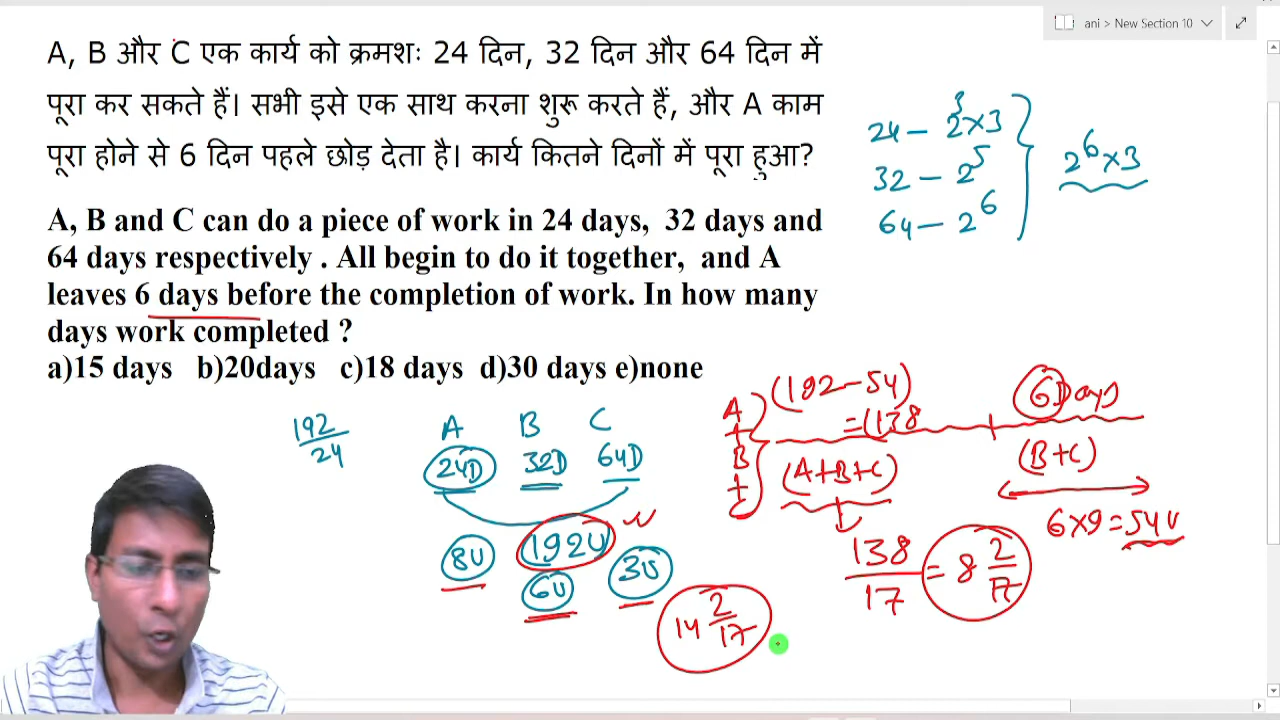 ani > New Section 10
A, B और C एक कार्य को क्रमशः 24 दिन, 32 दिन और 64 दिन में
पूरा कर सकते हैं। सभी इसे एक साथ करना शुरू करते हैं, और A काम
पूरा होने से 6 दिन पहले छोड़ देता है। कार्य कितने दिनों में पूरा हुआ?
24 – 2³×3
32 – 2⁵
64 – 2⁶
2⁶×3
A, B and C can do a piece of work in 24 days, 32 days and
64 days respectively . All begin to do it together, and A
leaves 6 days before the completion of work. In how many
days work completed ?
a)15 days b)20days c)18 days d)30 days e)none
192/24
A B C
24D 32D 64D
192U
8U 6U 3U
A+B+C
(192–54)
=(138
6Days
(A+B+C)
(B+C)
6×9=54U
138/17 = 8 2/17
14 2/17